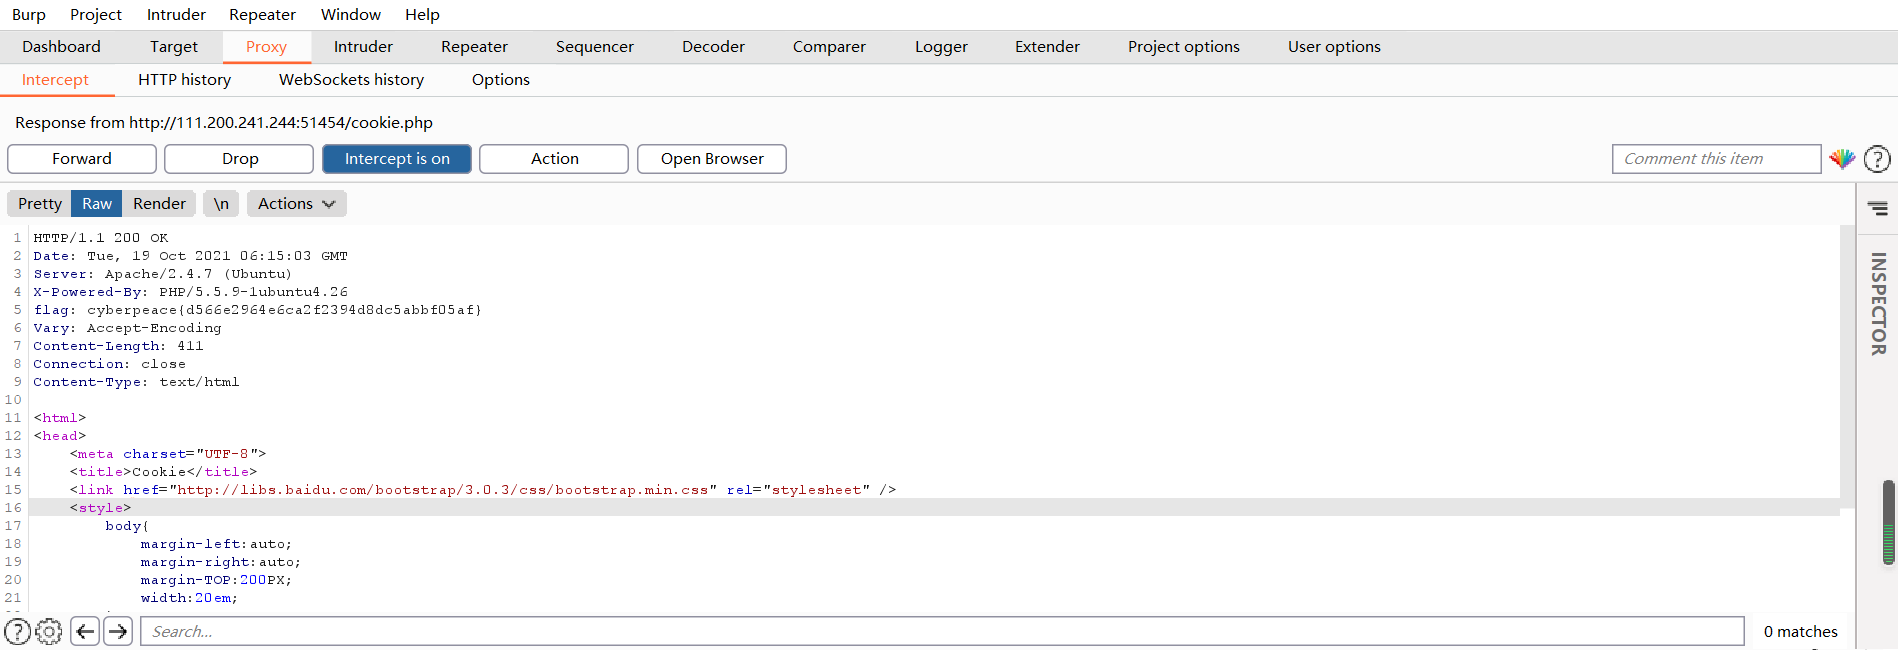 Burp Project Intruder Repeater Window Help
Dashboard Target Proxy Intruder Repeater Sequencer Decoder Comparer Logger Extender Project options User options
Intercept HTTP history WebSockets history Options
Response from http://111.200.241.244:51454/cookie.php
Forward Drop Intercept is on Action Open Browser Comment this item ?
Pretty Raw Render \n Actions
INSPECTOR
1 HTTP/1.1 200 OK
2 Date: Tue, 19 Oct 2021 06:15:03 GMT
3 Server: Apache/2.4.7 (Ubuntu)
4 X-Powered-By: PHP/5.5.9-1ubuntu4.26
5 flag: cyberpeace{d566e2964e6ca2f2394d8dc5abbf05af}
6 Vary: Accept-Encoding
7 Content-Length: 411
8 Connection: close
9 Content-Type: text/html
10
11 <html>
12 <head>
13 <meta charset="UTF-8">
14 <title>Cookie</title>
15 <link href="http://libs.baidu.com/bootstrap/3.0.3/css/bootstrap.min.css" rel="stylesheet" />
16 <style>
17 body{
18 margin-left:auto;
19 margin-right:auto;
20 margin-TOP:200PX;
21 width:20em;
? Search... 0 matches